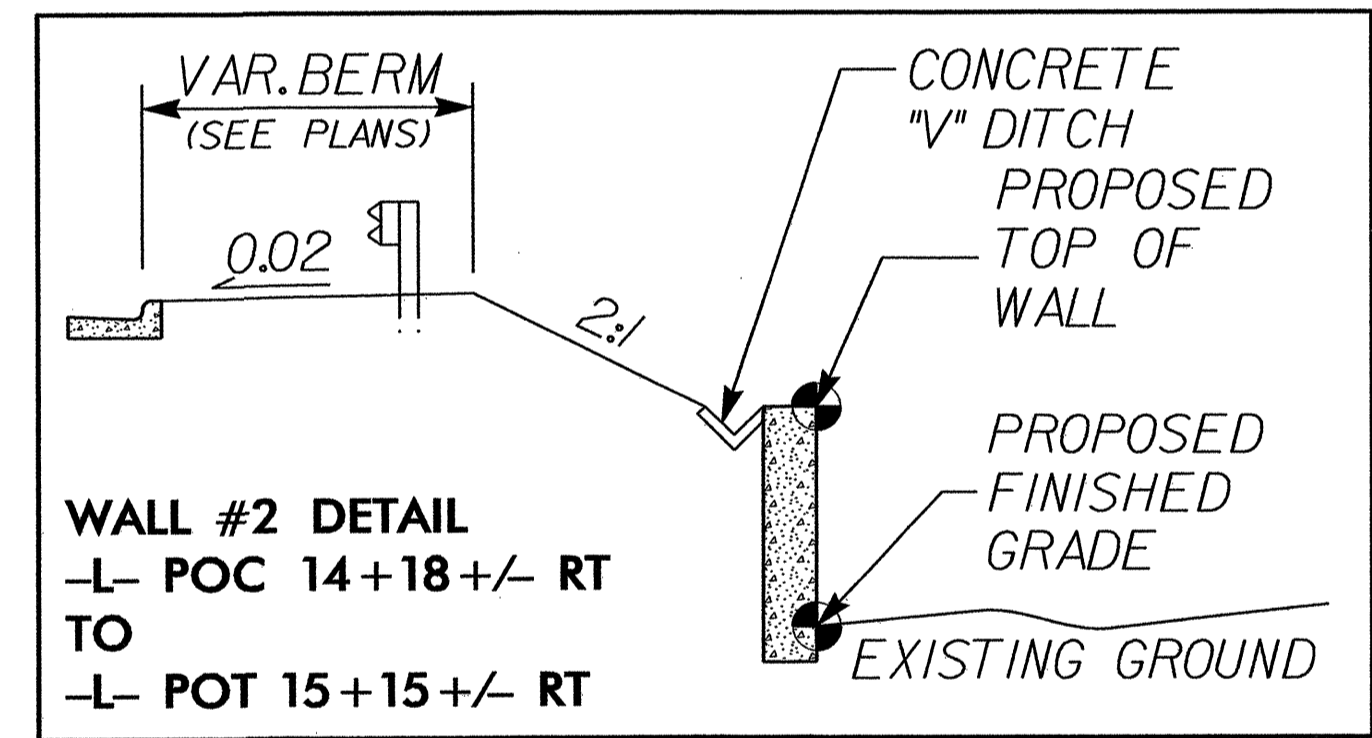 VAR. BERM
(SEE PLANS)
0.02
2:1
CONCRETE
"V" DITCH
PROPOSED
TOP OF
WALL
PROPOSED
FINISHED
GRADE
EXISTING GROUND
WALL #2 DETAIL
-L- POC 14+18 +/- RT
TO
-L- POT 15+15 +/- RT